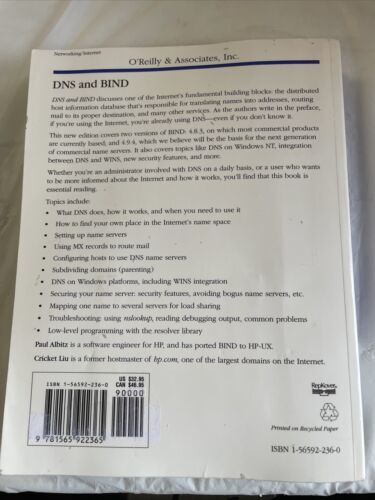 Networking/Internet
O'Reilly & Associates, Inc.
DNS and BIND
DNS and BIND discusses one of the Internet's fundamental building blocks: the distributed
host information database that's responsible for translating names into addresses, routing
mail to its proper destination, and many other services. As the authors write in the preface,
if you're using the Internet, you're already using DNS—even if you don't know it.
This new edition covers two versions of BIND: 4.8.3, on which most commercial products
are currently based, and 4.9.4, which we believe will be the basis for the next generation
of commercial name servers. It also covers topics like DNS on Windows NT, integration
between DNS and WINS, new security features, and more.
Whether you're an administrator involved with DNS on a daily basis, or a user who wants
to be more informed about the Internet and how it works, you'll find that this book is
essential reading.
Topics include:
• What DNS does, how it works, and when you need to use it
• How to find your own place in the Internet's name space
• Setting up name servers
• Using MX records to route mail
• Configuring hosts to use DNS name servers
• Subdividing domains (parenting)
• DNS on Windows platforms, including WINS integration
• Securing your name server: security features, avoiding bogus name servers, etc.
• Mapping one name to several servers for load sharing
• Troubleshooting: using nslookup, reading debugging output, common problems
• Low-level programming with the resolver library
Paul Albitz is a software engineer for HP, and has ported BIND to HP-UX.
Cricket Liu is a former hostmaster of hp.com, one of the largest domains on the Internet.
US $32.95
CAN $46.95
ISBN 1-56592-236-0
90000
9 781565 922365
RepKover
Printed on Recycled Paper
ISBN 1-56592-236-0